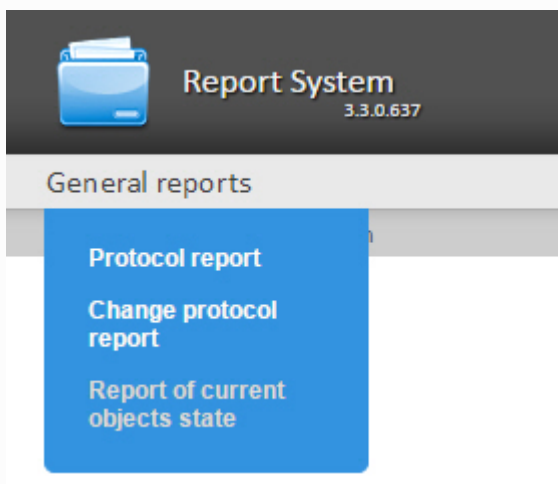 Report System
3.3.0.637
General reports
Protocol report
Change protocol
report
Report of current
objects state